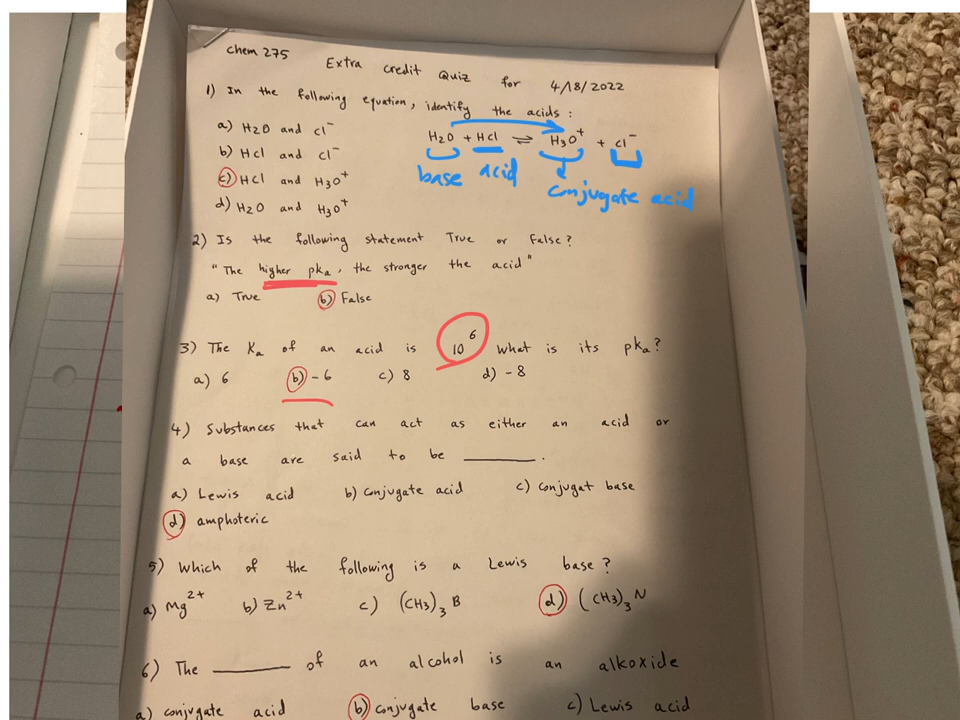 Chem 275 Extra credit Quiz for 4/18/2022
1) In the following equation, identify the acids :
a) H2O and Cl⁻
H2O + HCl ⇌ H3O⁺ + Cl⁻
b) HCl and Cl⁻
base acid
c) HCl and H3O⁺
conjugate acid
d) H2O and H3O⁺
2) Is the following statement True or False?
"The higher pka, the stronger the acid"
a) True b) False
3) The Ka of an acid is 10⁶ What is its pka?
a) 6 b) -6 c) 8 d) -8
4) Substances that can act as either an acid or
a base are said to be ______.
a) Lewis acid b) conjugate acid c) conjugat base
d) amphoteric
5) Which of the following is a Lewis base?
a) Mg²⁺ b) Zn²⁺ c) (CH3)3 B d) (CH3)3 N
6) The ______ of an alcohol is an alkoxide
a) conjugate acid b) conjugate base c) Lewis acid